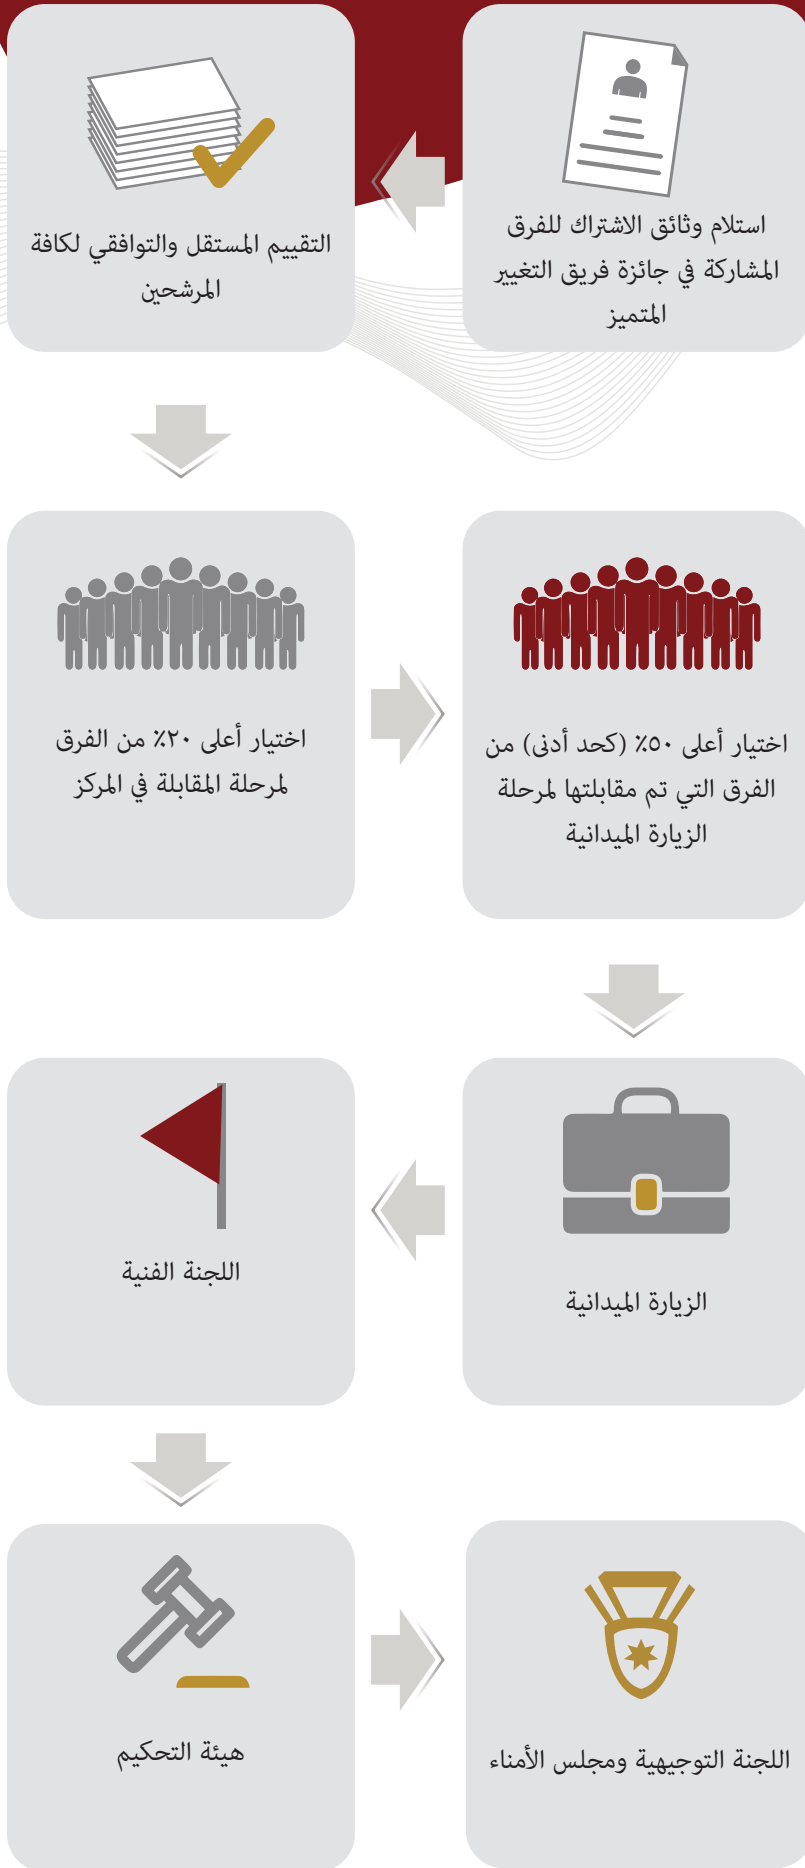 استلام وثائق الاشتراك للفرق
المشاركة في جائزة فريق التغيير
المتميز
التقييم المستقل والتوافقي لكافة
المرشحين
اختيار أعلى ٢٠٪ من الفرق
لمرحلة المقابلة في المركز
اختيار أعلى ٥٠٪ (كحد أدنى) من
الفرق التي تم مقابلتها لمرحلة
الزيارة الميدانية
الزيارة الميدانية
اللجنة الفنية
هيئة التحكيم
اللجنة التوجيهية ومجلس الأمناء